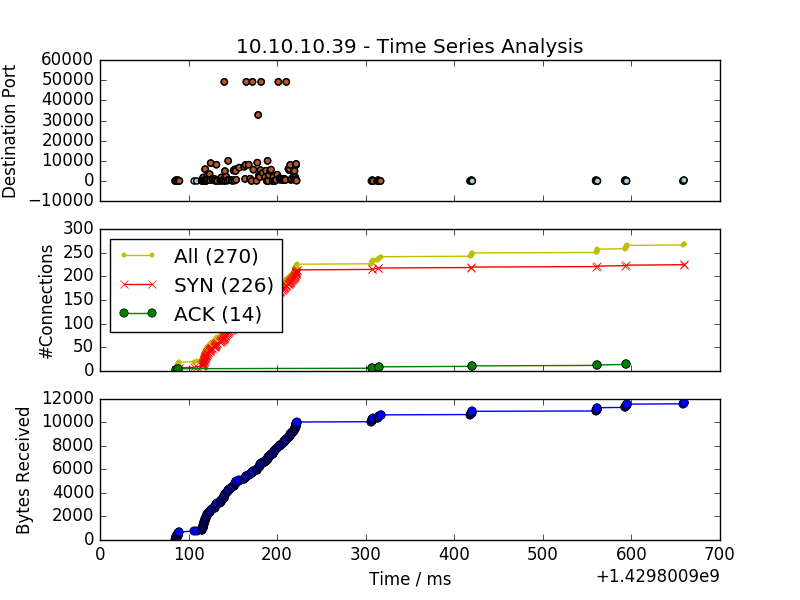 10.10.10.39 - Time Series Analysis
Destination Port
60000
50000
40000
30000
20000
10000
0
−10000
#Connections
300
250
200
150
100
50
0
All (270)
SYN (226)
ACK (14)
Bytes Received
12000
10000
8000
6000
4000
2000
0
0 100 200 300 400 500 600 700
Time / ms
+1.4298009e9